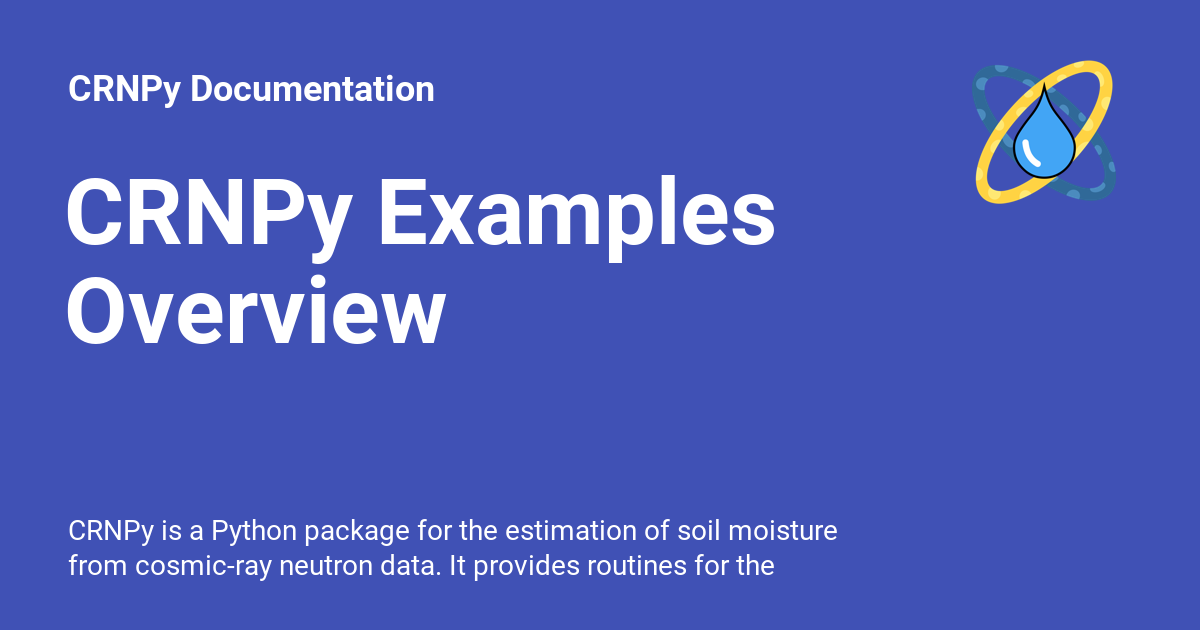 CRNPy Documentation
CRNPy Examples
Overview
CRNPy is a Python package for the estimation of soil moisture
from cosmic-ray neutron data. It provides routines for the